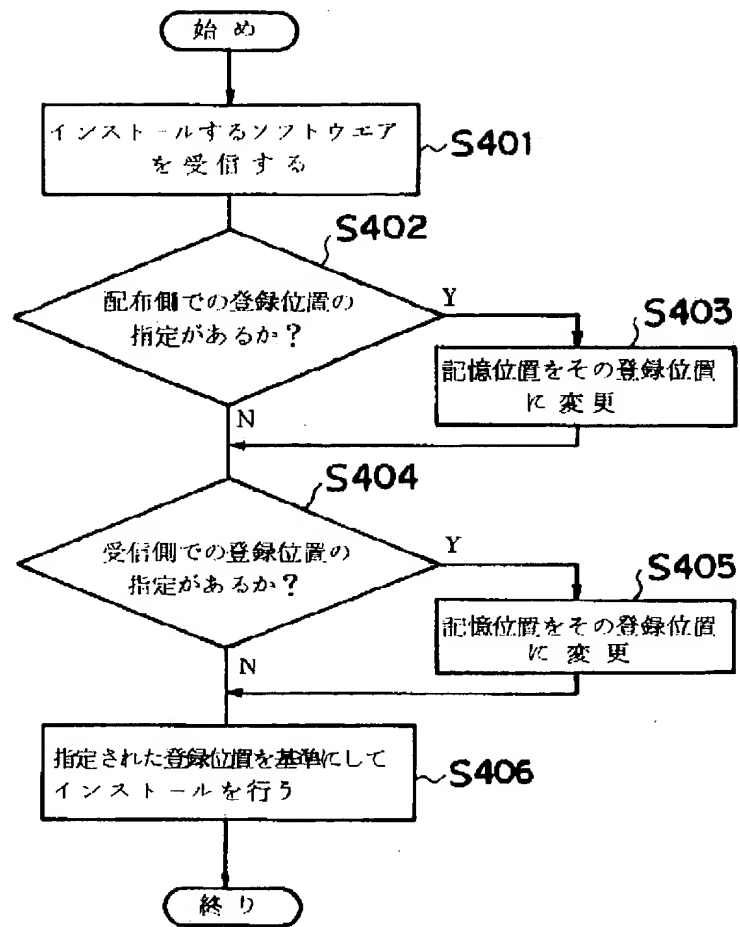 始め
インストールするソフトウエア
を受信する
S401
S402
配布側での登録位置の
指定があるか?
Y
S403
記憶位置をその登録位置
に変更
N
S404
受信側での登録位置の
指定があるか?
Y
S405
記憶位置をその登録位置
に変更
N
指定された登録位置を基準にして
インストールを行う
S406
終り